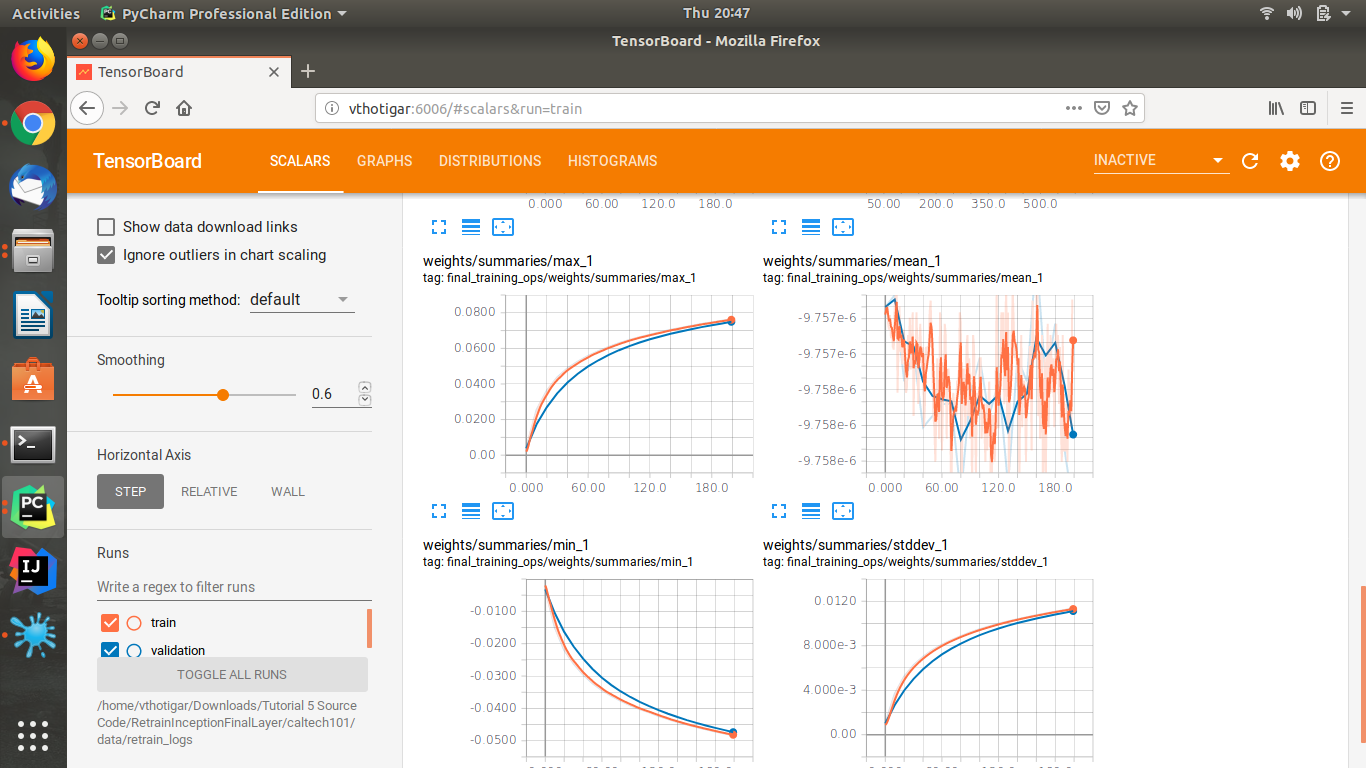 Activities PyCharm Professional Edition Thu 20:47
TensorBoard - Mozilla Firefox
TensorBoard
vthotigar:6006/#scalars&run=train
TensorBoard SCALARS GRAPHS DISTRIBUTIONS HISTOGRAMS INACTIVE
Show data download links
Ignore outliers in chart scaling
Tooltip sorting method: default
Smoothing
0.6
Horizontal Axis
STEP RELATIVE WALL
Runs
Write a regex to filter runs
train
validation
TOGGLE ALL RUNS
/home/vthotigar/Downloads/Tutorial 5 Source
Code/RetrainInceptionFinalLayer/caltech101/
data/retrain_logs
0.000 60.00 120.0 180.0
50.00 200.0 350.0 500.0
weights/summaries/max_1
tag: final_training_ops/weights/summaries/max_1
0.0800
0.0600
0.0400
0.0200
0.00
0.000 60.00 120.0 180.0
weights/summaries/mean_1
tag: final_training_ops/weights/summaries/mean_1
-9.757e-6
-9.757e-6
-9.758e-6
-9.758e-6
-9.758e-6
0.000 60.00 120.0 180.0
weights/summaries/min_1
tag: final_training_ops/weights/summaries/min_1
-0.0100
-0.0200
-0.0300
-0.0400
-0.0500
weights/summaries/stddev_1
tag: final_training_ops/weights/summaries/stddev_1
0.0120
8.000e-3
4.000e-3
0.00
PC
IJ